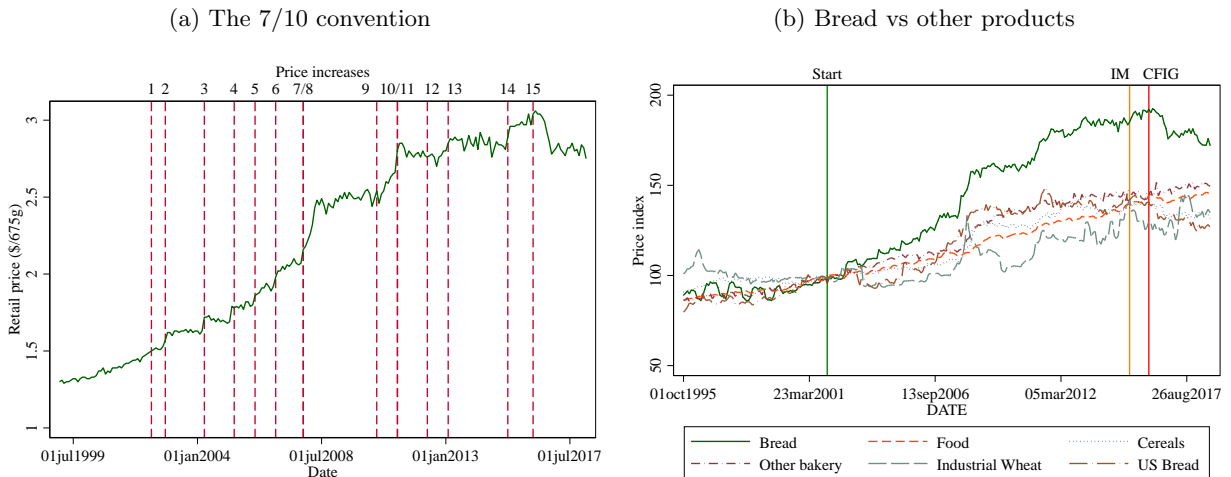 (a) The 7/10 convention
Price increases
1 2 3 4 5 6 7/8 9 10/11 12 13 14 15
Retail price ($/675g)
3
2.5
2
1.5
1
01jul1999 01jan2004 01jul2008 01jan2013 01jul2017
Date
(b) Bread vs other products
Start IM CFIG
Price index
200
150
100
50
01oct1995 23mar2001 13sep2006 05mar2012 26aug2017
DATE
Bread Food Cereals
Other bakery Industrial Wheat US Bread